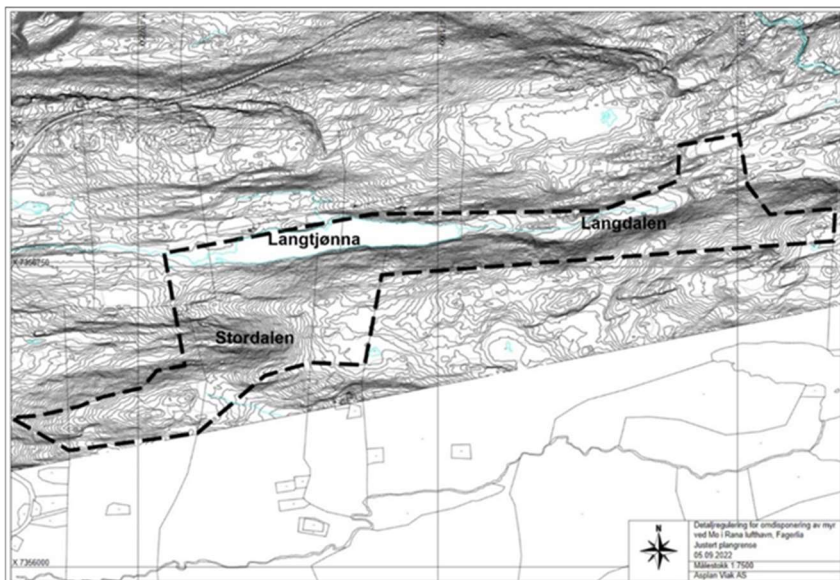 Langtjønna
Langdalen
Stordalen
X 7356750
X 7356000
N
Detaljregulering for omdisponering av myr
ved Mo i Rana lufthavn, Fagerlia
Justert plangrense
05.09.2022
Målestokk 1:7500
Asplan Viak AS